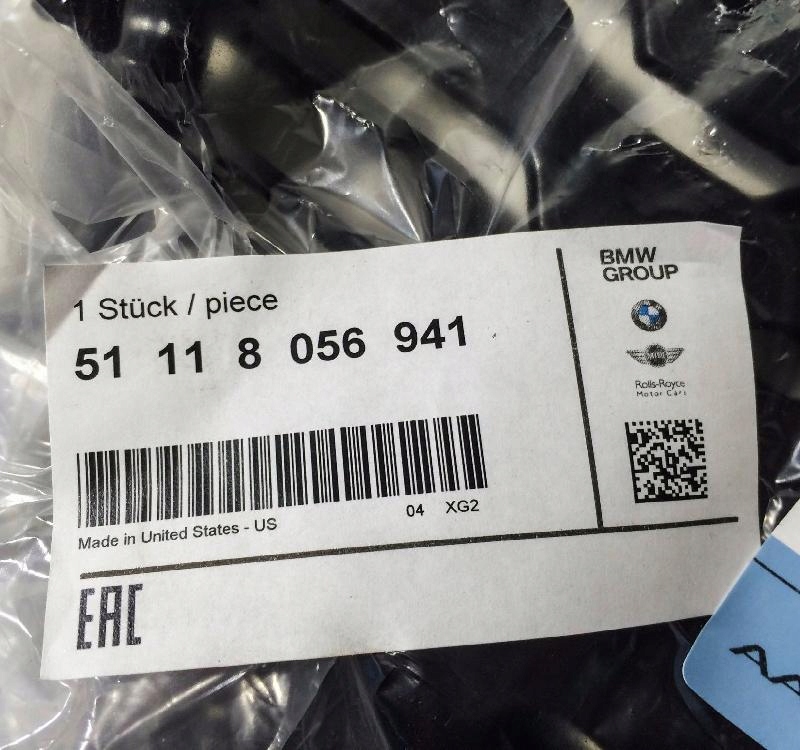 1 Stück / piece
51 11 8 056 941
04 XG2
Made in United States - US
EAC
BMW
GROUP
Rolls-Royce
Motor Cars